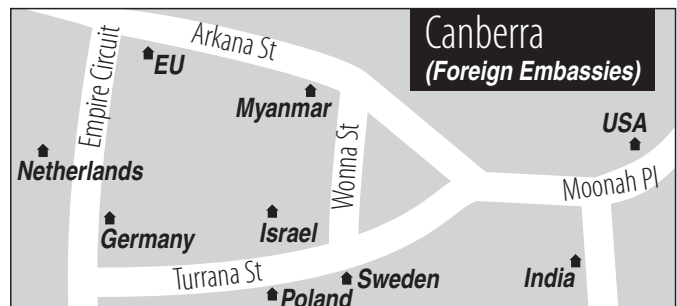 Canberra
(Foreign Embassies)
Arkana St
Empire Circuit
EU
Myanmar
USA
Wonna St
Netherlands
Moonah Pl
Germany
Israel
Turrana St
Sweden
India
Poland